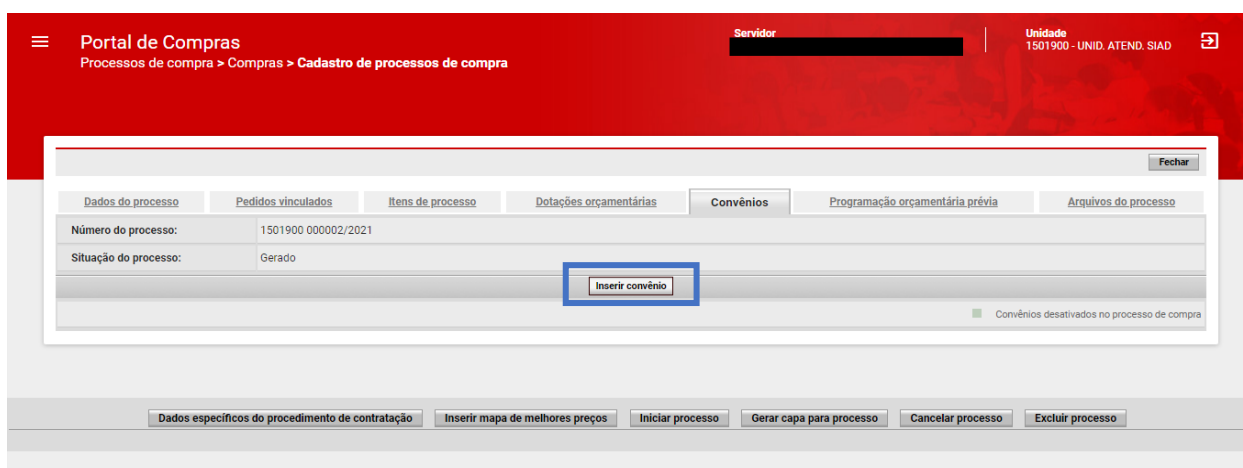 Portal de Compras
Processos de compra > Compras > Cadastro de processos de compra
Servidor
Unidade
1501900 - UNID. ATEND. SIAD
Fechar
Dados do processo Pedidos vinculados Itens de processo Dotações orçamentárias Convênios Programação orçamentária prévia Arquivos do processo
Número do processo: 1501900 000002/2021
Situação do processo: Gerado
Inserir convênio
Convênios desativados no processo de compra
Dados específicos do procedimento de contratação Inserir mapa de melhores preços Iniciar processo Gerar capa para processo Cancelar processo Excluir processo